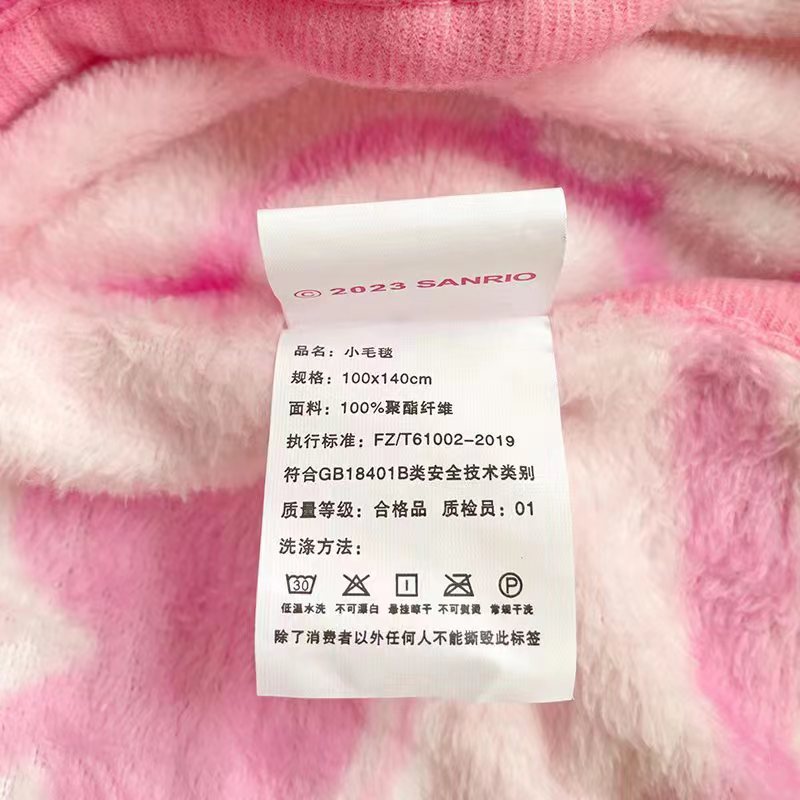 © 2023 SANRIO
品名：小毛毯
规格：100x140cm
面料：100%聚酯纤维
执行标准：FZ/T61002-2019
符合GB18401B类安全技术类别
质量等级：合格品 质检员：01
洗涤方法：
30 P
低温水洗 不可漂白 悬挂晾干 不可熨烫 常规干洗
除了消费者以外任何人不能撕毁此标签